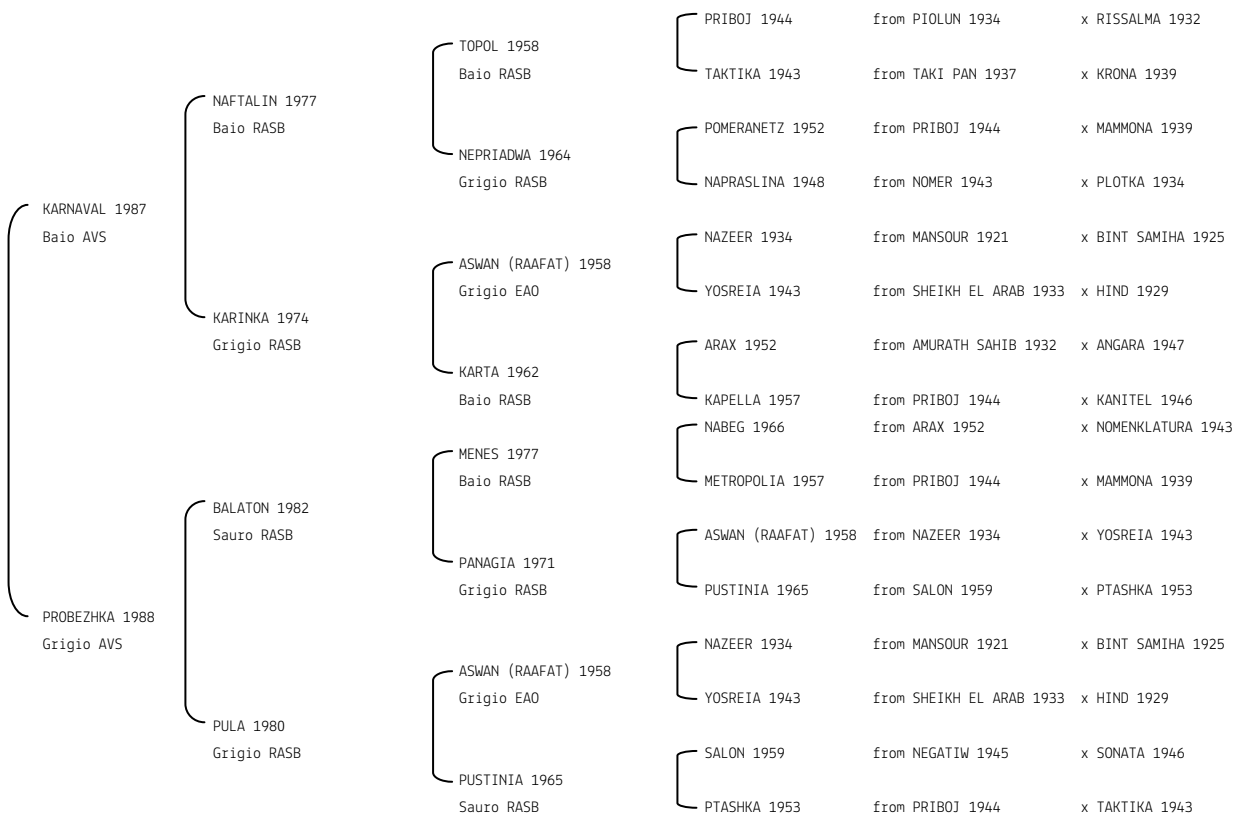 PRIBOJ 1944 from PIOLUN 1934 x RISSALMA 1932
TOPOL 1958
Baio RASB
TAKTIKA 1943 from TAKI PAN 1937 x KRONA 1939
NAFTALIN 1977
Baio RASB
POMERANETZ 1952 from PRIBOJ 1944 x MAMMONA 1939
NEPRIADWA 1964
Grigio RASB
NAPRASLINA 1948 from NOMER 1943 x PLOTKA 1934
KARNAVAL 1987
Baio AVS
NAZEER 1934 from MANSOUR 1921 x BINT SAMIHA 1925
ASWAN (RAAFAT) 1958
Grigio EAO
YOSREIA 1943 from SHEIKH EL ARAB 1933 x HIND 1929
KARINKA 1974
Grigio RASB
ARAX 1952 from AMURATH SAHIB 1932 x ANGARA 1947
KARTA 1962
Baio RASB
KAPELLA 1957 from PRIBOJ 1944 x KANITEL 1946
NABEG 1966 from ARAX 1952 x NOMENKLATURA 1943
MENES 1977
Baio RASB
METROPOLIA 1957 from PRIBOJ 1944 x MAMMONA 1939
BALATON 1982
Sauro RASB
ASWAN (RAAFAT) 1958 from NAZEER 1934 x YOSREIA 1943
PANAGIA 1971
Grigio RASB
PUSTINIA 1965 from SALON 1959 x PTASHKA 1953
PROBEZHKA 1988
Grigio AVS
NAZEER 1934 from MANSOUR 1921 x BINT SAMIHA 1925
ASWAN (RAAFAT) 1958
Grigio EAO
YOSREIA 1943 from SHEIKH EL ARAB 1933 x HIND 1929
PULA 1980
Grigio RASB
SALON 1959 from NEGATIW 1945 x SONATA 1946
PUSTINIA 1965
Sauro RASB
PTASHKA 1953 from PRIBOJ 1944 x TAKTIKA 1943